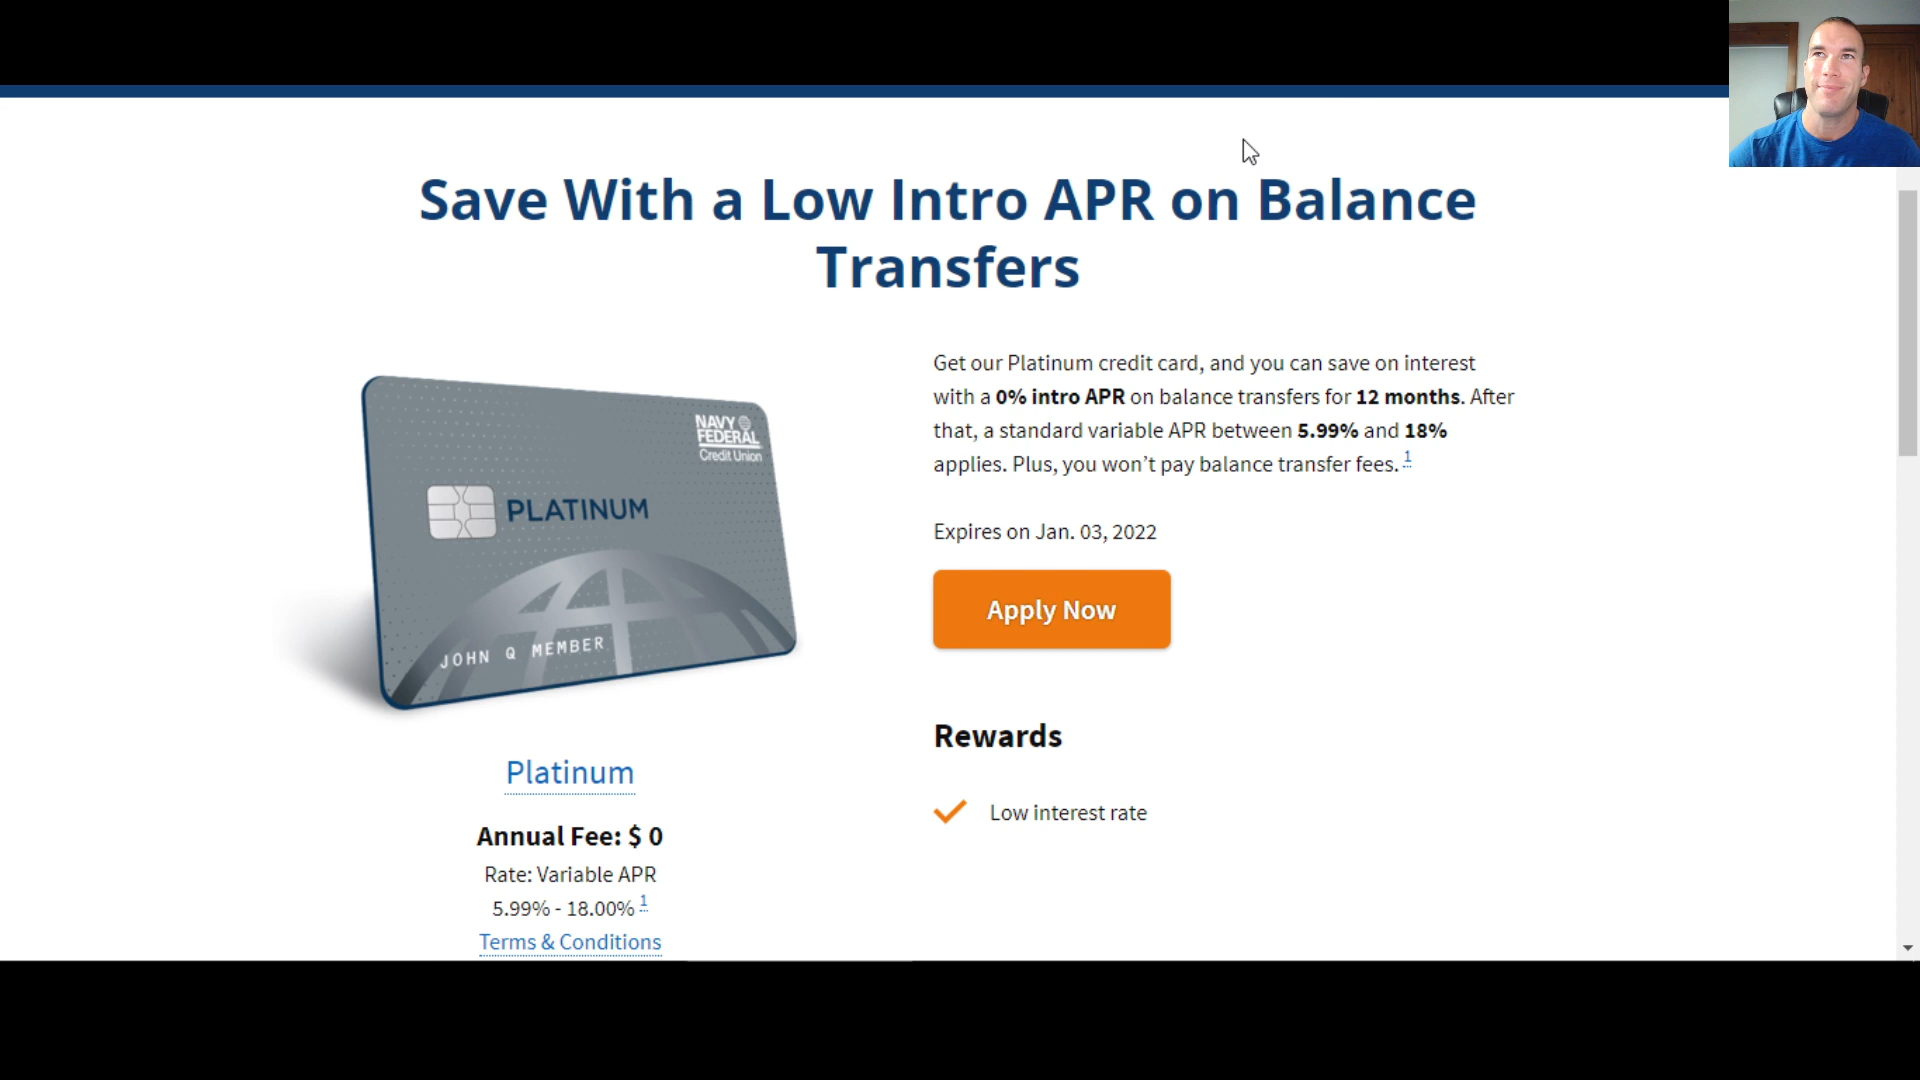 Save With a Low Intro APR on Balance
Transfers
NAVY
FEDERAL
Credit Union
PLATINUM
JOHN Q MEMBER
Platinum
Annual Fee: $ 0
Rate: Variable APR
5.99% - 18.00% 1
Terms & Conditions
Get our Platinum credit card, and you can save on interest
with a 0% intro APR on balance transfers for 12 months. After
that, a standard variable APR between 5.99% and 18%
applies. Plus, you won’t pay balance transfer fees. 1
Expires on Jan. 03, 2022
Apply Now
Rewards
Low interest rate